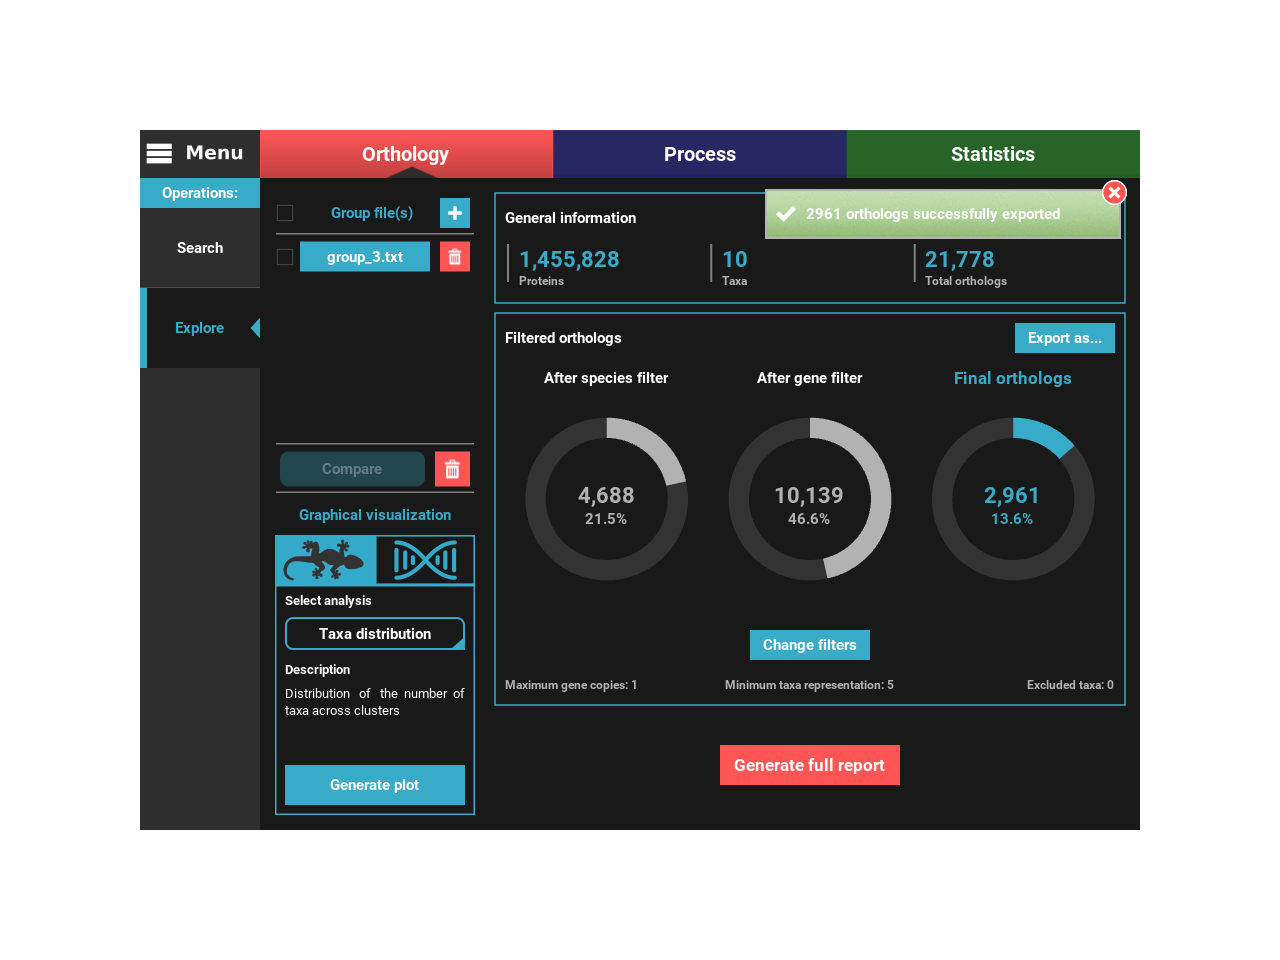 Menu
Orthology
Process
Statistics
Operations:
Search
Explore
Group file(s)
group_3.txt
Compare
Graphical visualization
Select analysis
Taxa distribution
Description
Distribution of the number of
taxa across clusters
Generate plot
General information
2961 orthologs successfully exported
1,455,828
Proteins
10
Taxa
21,778
Total orthologs
Filtered orthologs
Export as...
After species filter
After gene filter
Final orthologs
4,688
21.5%
10,139
46.6%
2,961
13.6%
Change filters
Maximum gene copies: 1
Minimum taxa representation: 5
Excluded taxa: 0
Generate full report